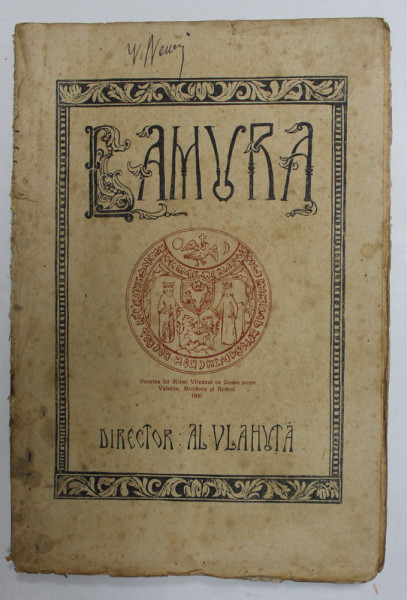 LAMURA
Pecetea lui Mihai Viteazul ca Domn peste
Valahia, Moldova și Ardeal
1600
DIRECTOR: AL VLAHUȚĂ